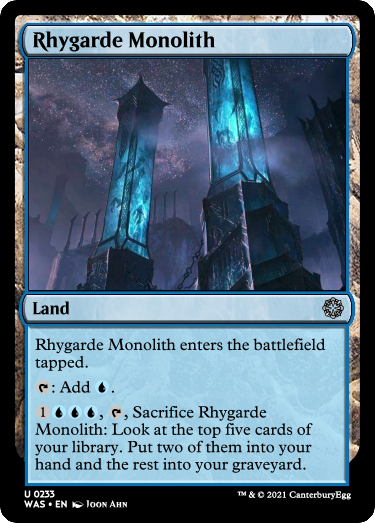 Rhygarde Monolith
Land
Rhygarde Monolith enters the battlefield
tapped.
: Add .
1 , , Sacrifice Rhygarde
Monolith: Look at the top five cards of
your library. Put two of them into your
hand and the rest into your graveyard.
U 0233
WAS • EN Joon Ahn
™ & © 2021 CanterburyEgg